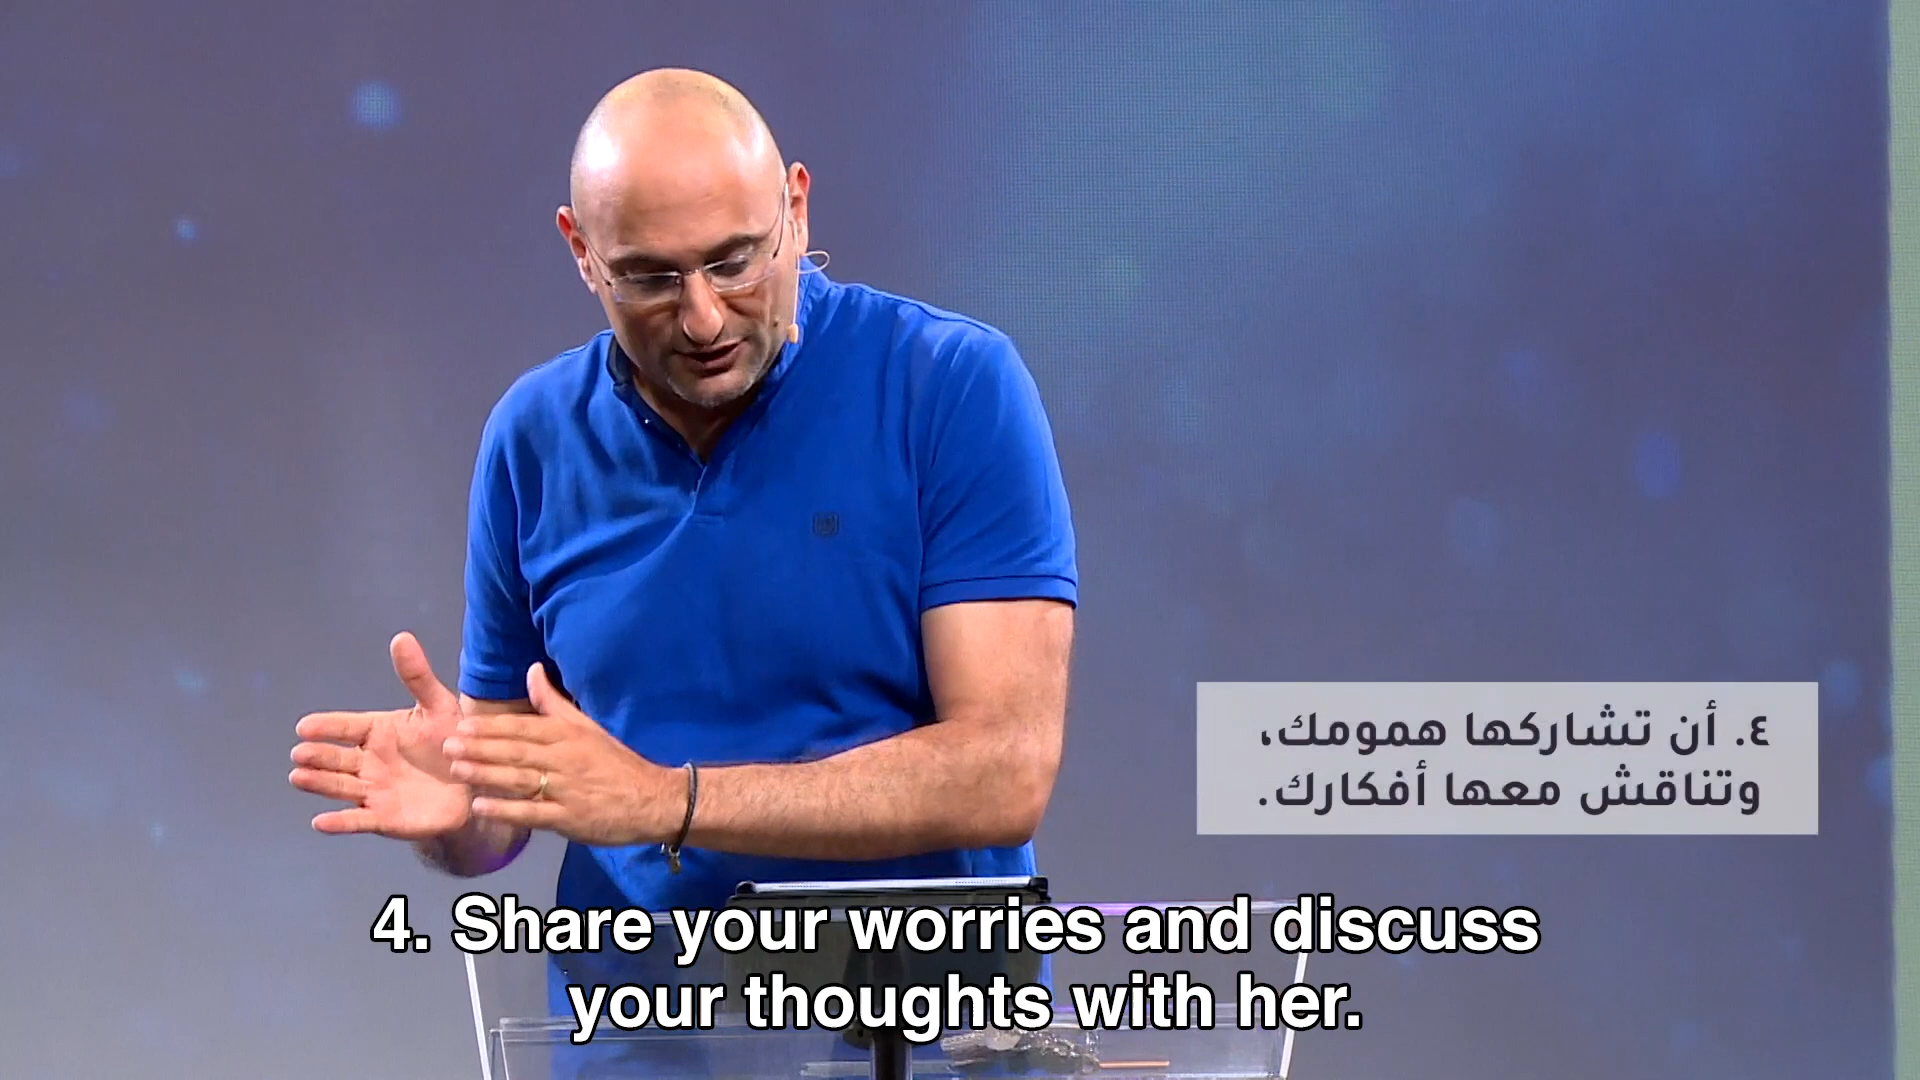 ٤. أن تشاركها همومك،
وتناقش معها أفكارك.
4. Share your worries and discuss
your thoughts with her.